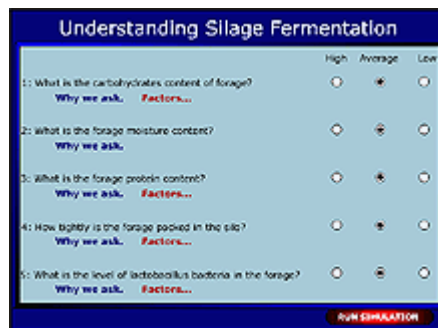 Understanding Silage Fermentation
High Average Low
1: What is the carbohydrates content of forage?
Why we ask. Factors...
2: What is the forage moisture content?
Why we ask.
3: What is the forage protein content?
Why we ask. Factors...
4: How tightly is the forage packed in the silo?
Why we ask. Factors...
5: What is the level of lactobacillus bacteria in the forage?
Why we ask. Factors...
RUN SIMULATION